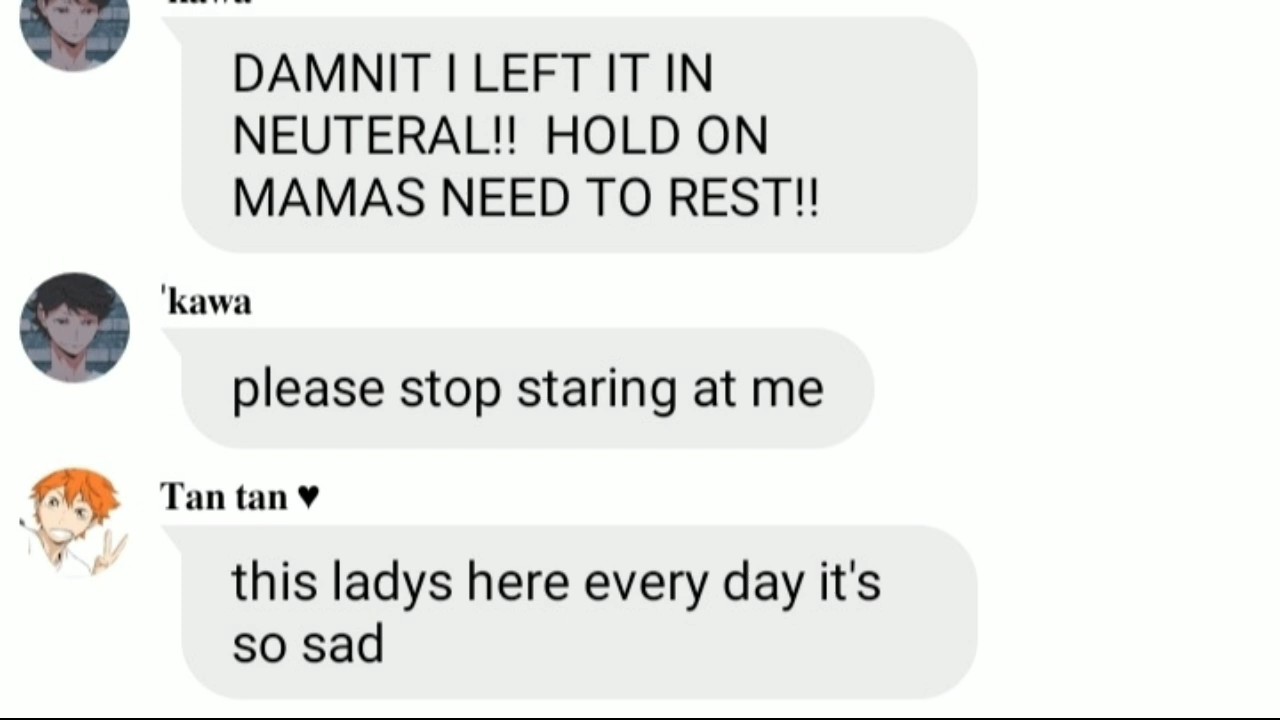 DAMNIT I LEFT IT IN
NEUTERAL!!  HOLD ON
MAMAS NEED TO REST!!
'kawa
please stop staring at me
Tan tan ♥
this ladys here every day it's
so sad